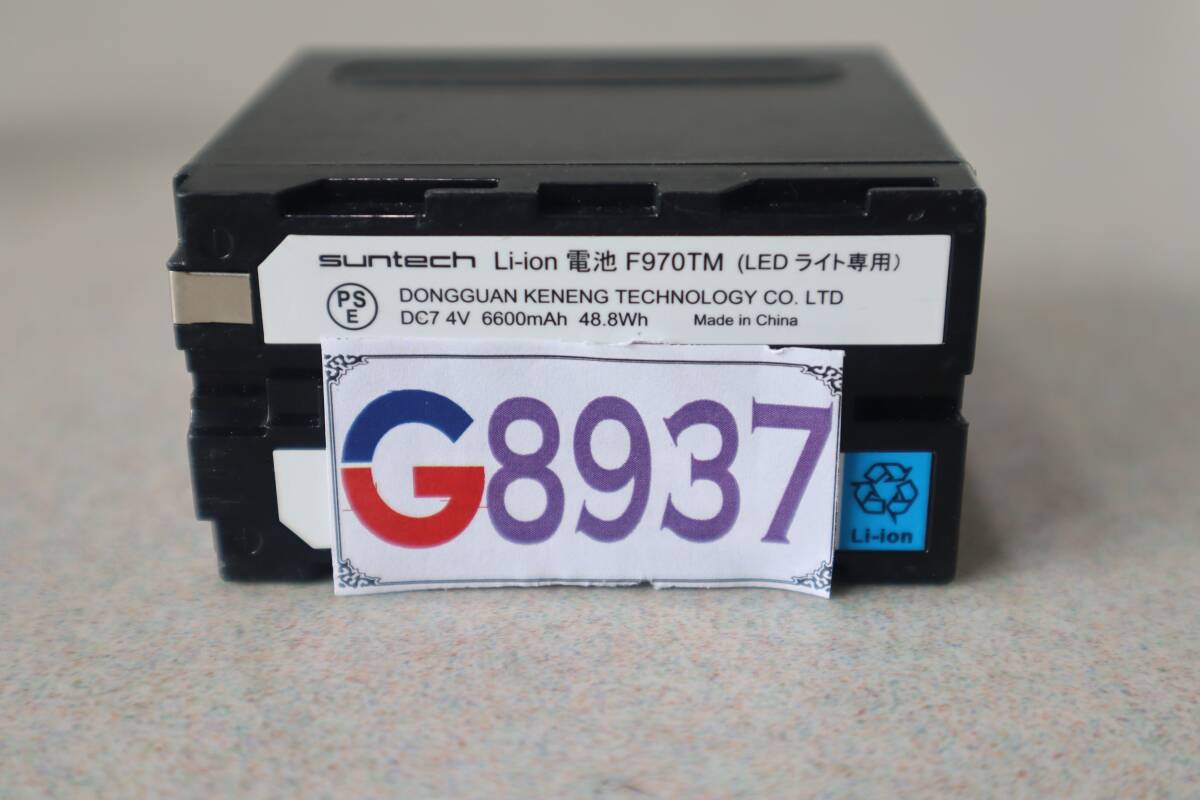 suntech Li-ion 電池 F970TM (LED ライト専用)
PS
E
DONGGUAN KENENG TECHNOLOGY CO. LTD
DC7 4V 6600mAh 48.8Wh Made in China
G8937
Li-ion